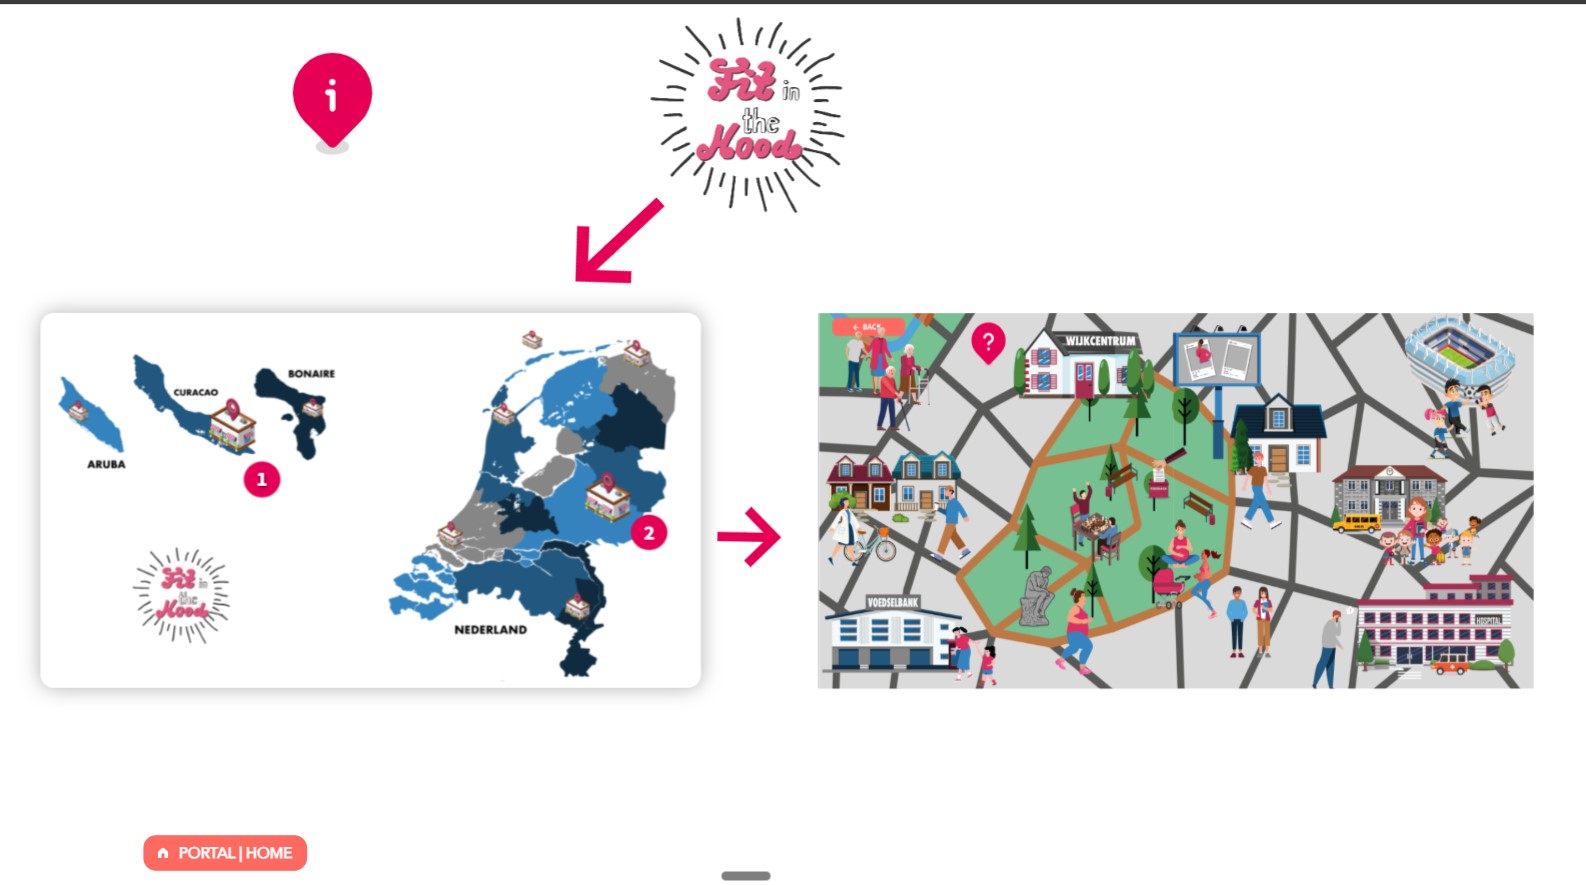 i
Fit in
the
Hood
BONAIRE
CURACAO
ARUBA
1
2
Fit in
the
Hood
NEDERLAND
← BACK
?
WIJKCENTRUM
VOEDSELBANK
HOSPITAL
PORTAL | HOME